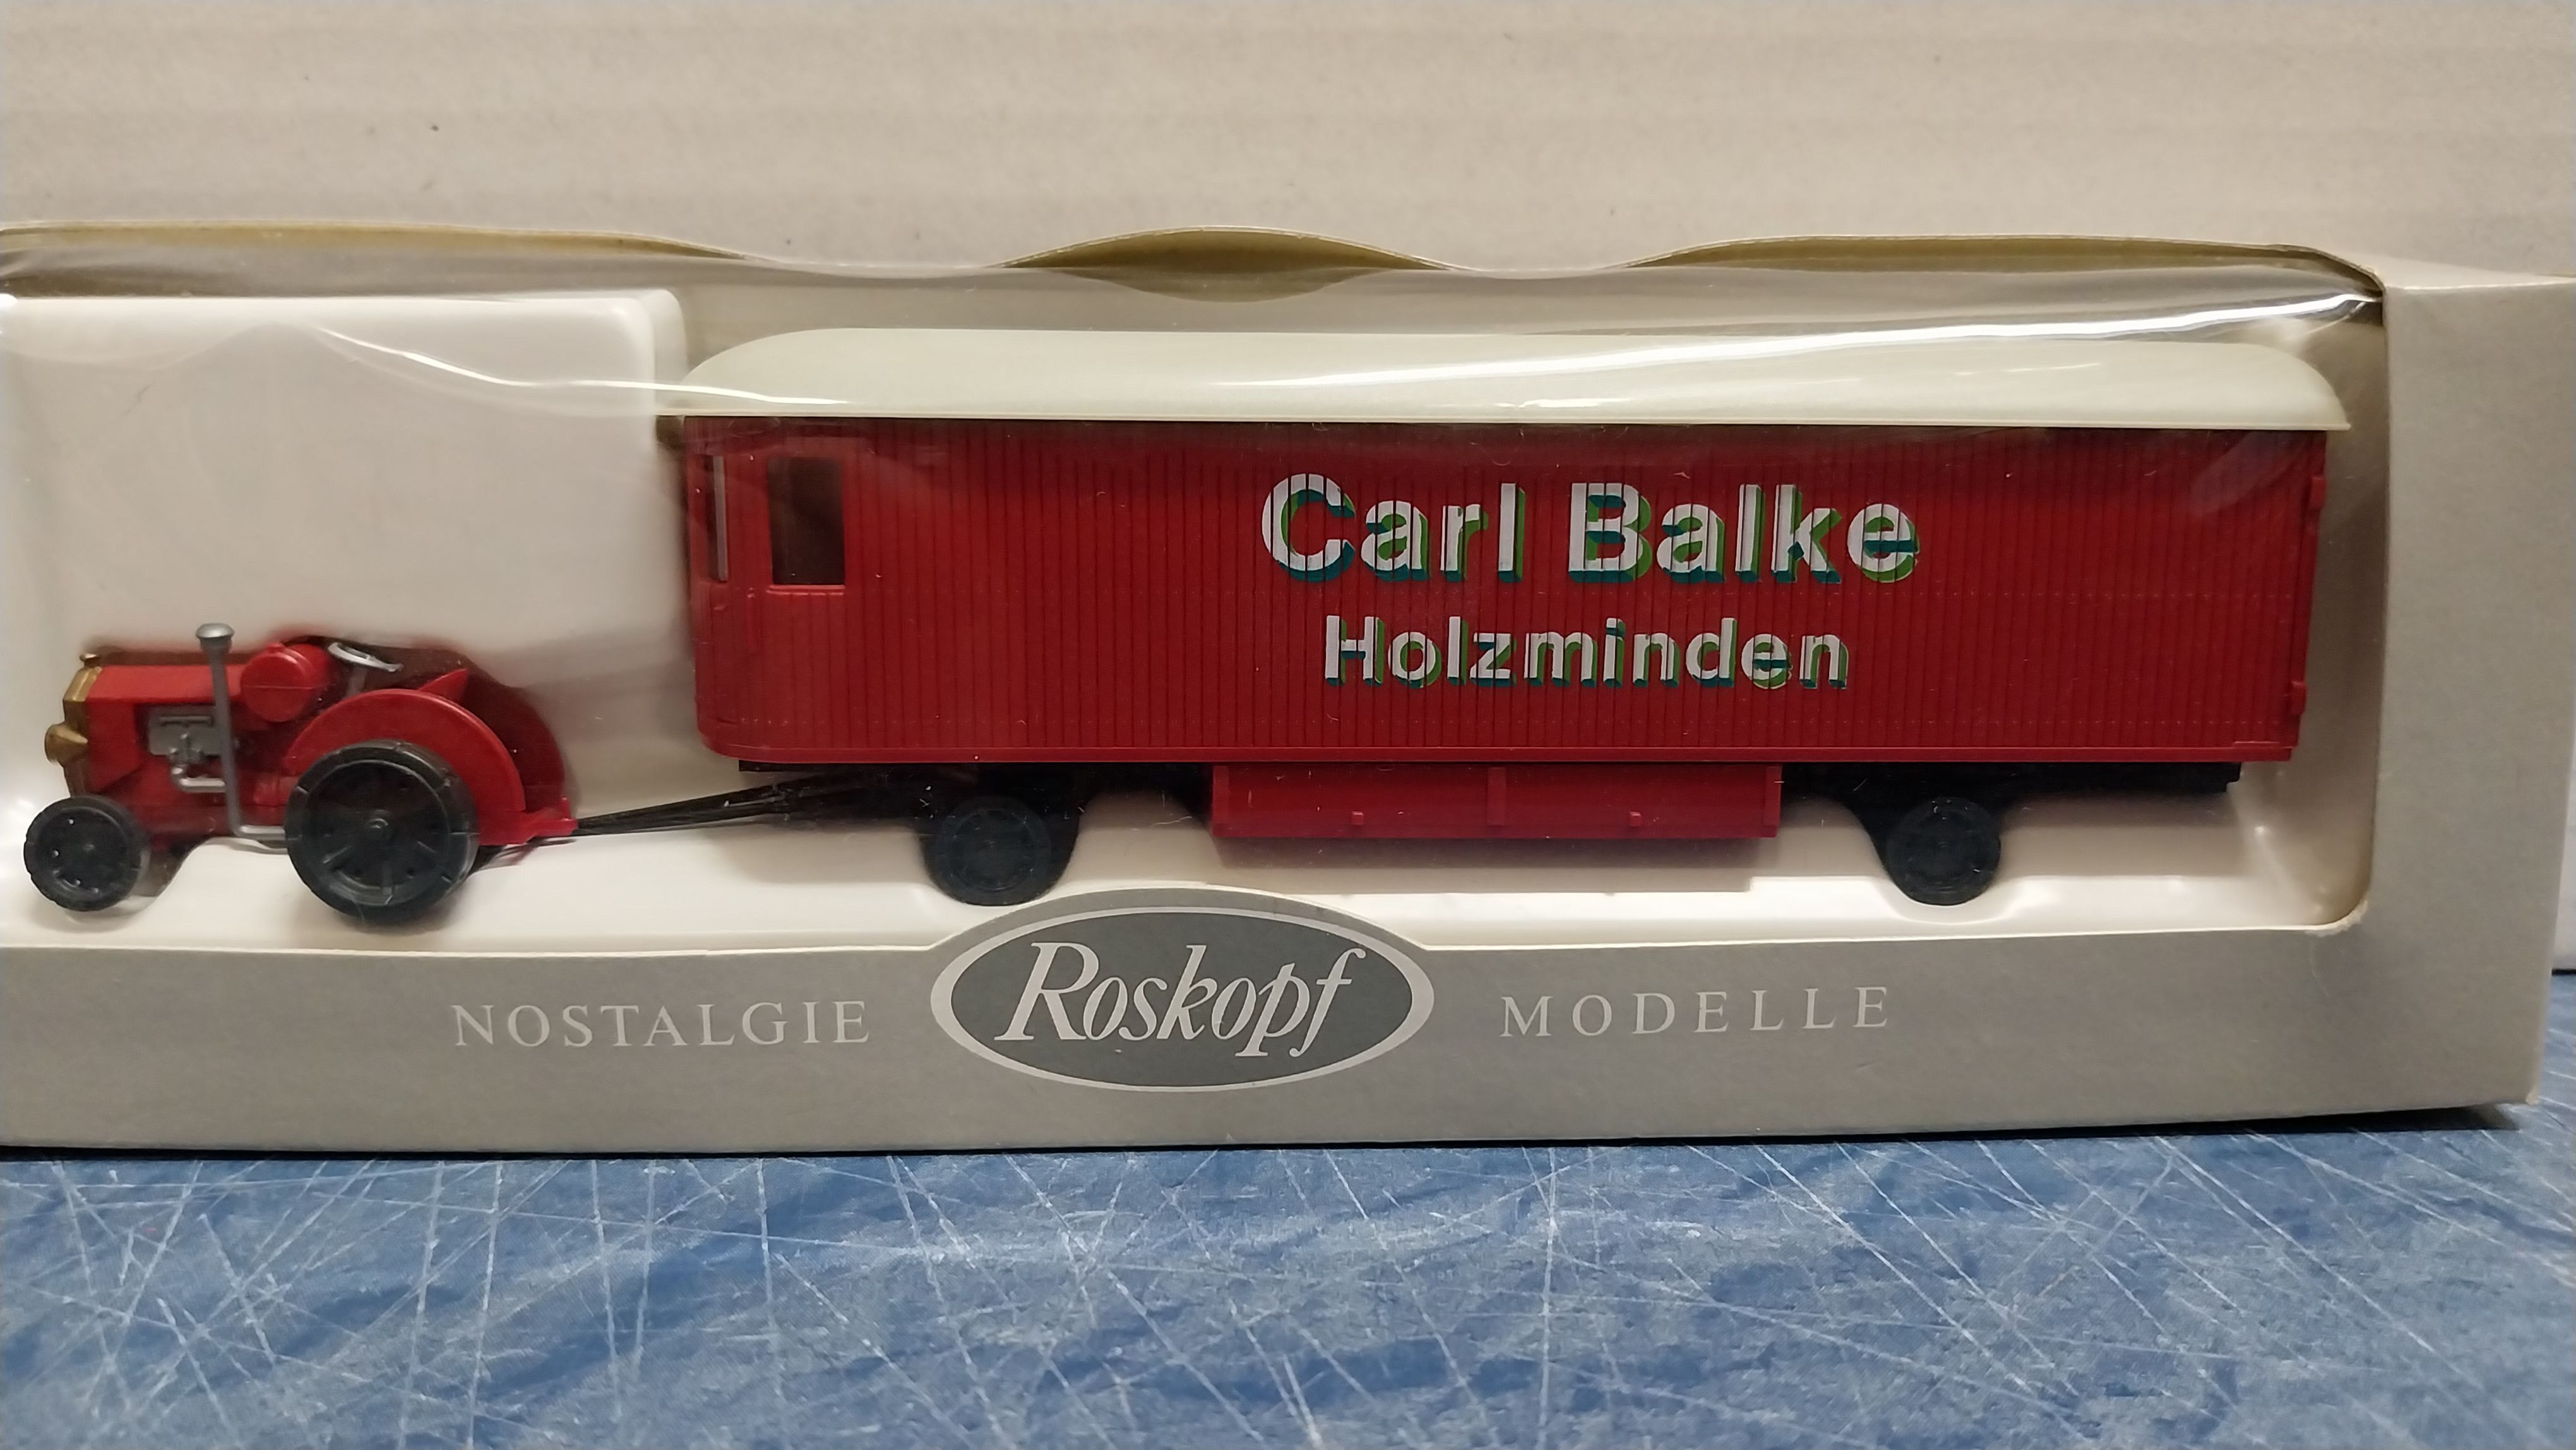 Carl Balke
Holzminden
NOSTALGIE Roskopf MODELLE